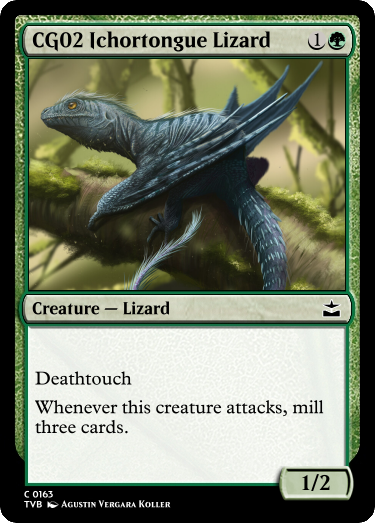 CG02 Ichortongue Lizard 1
Creature — Lizard
Deathtouch
Whenever this creature attacks, mill
three cards.
1/2
C 0163
TVB Agustin Vergara Koller